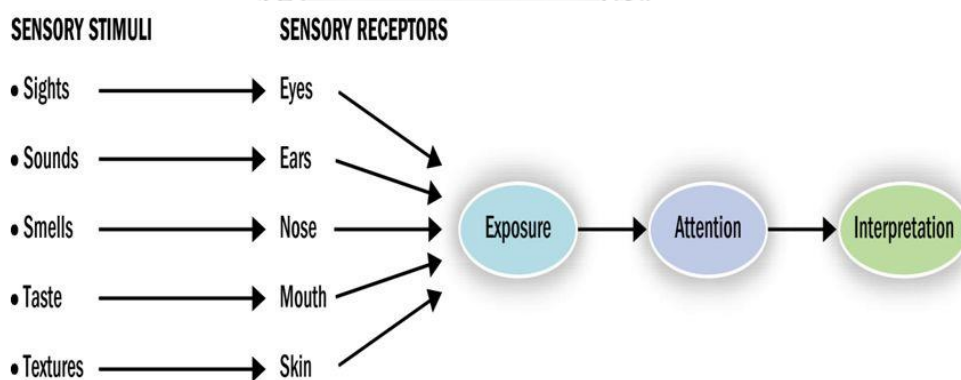 SENSORY STIMULI SENSORY RECEPTORS
• Sights Eyes
• Sounds Ears
• Smells Nose
Exposure Attention Interpretation
• Taste Mouth
• Textures Skin